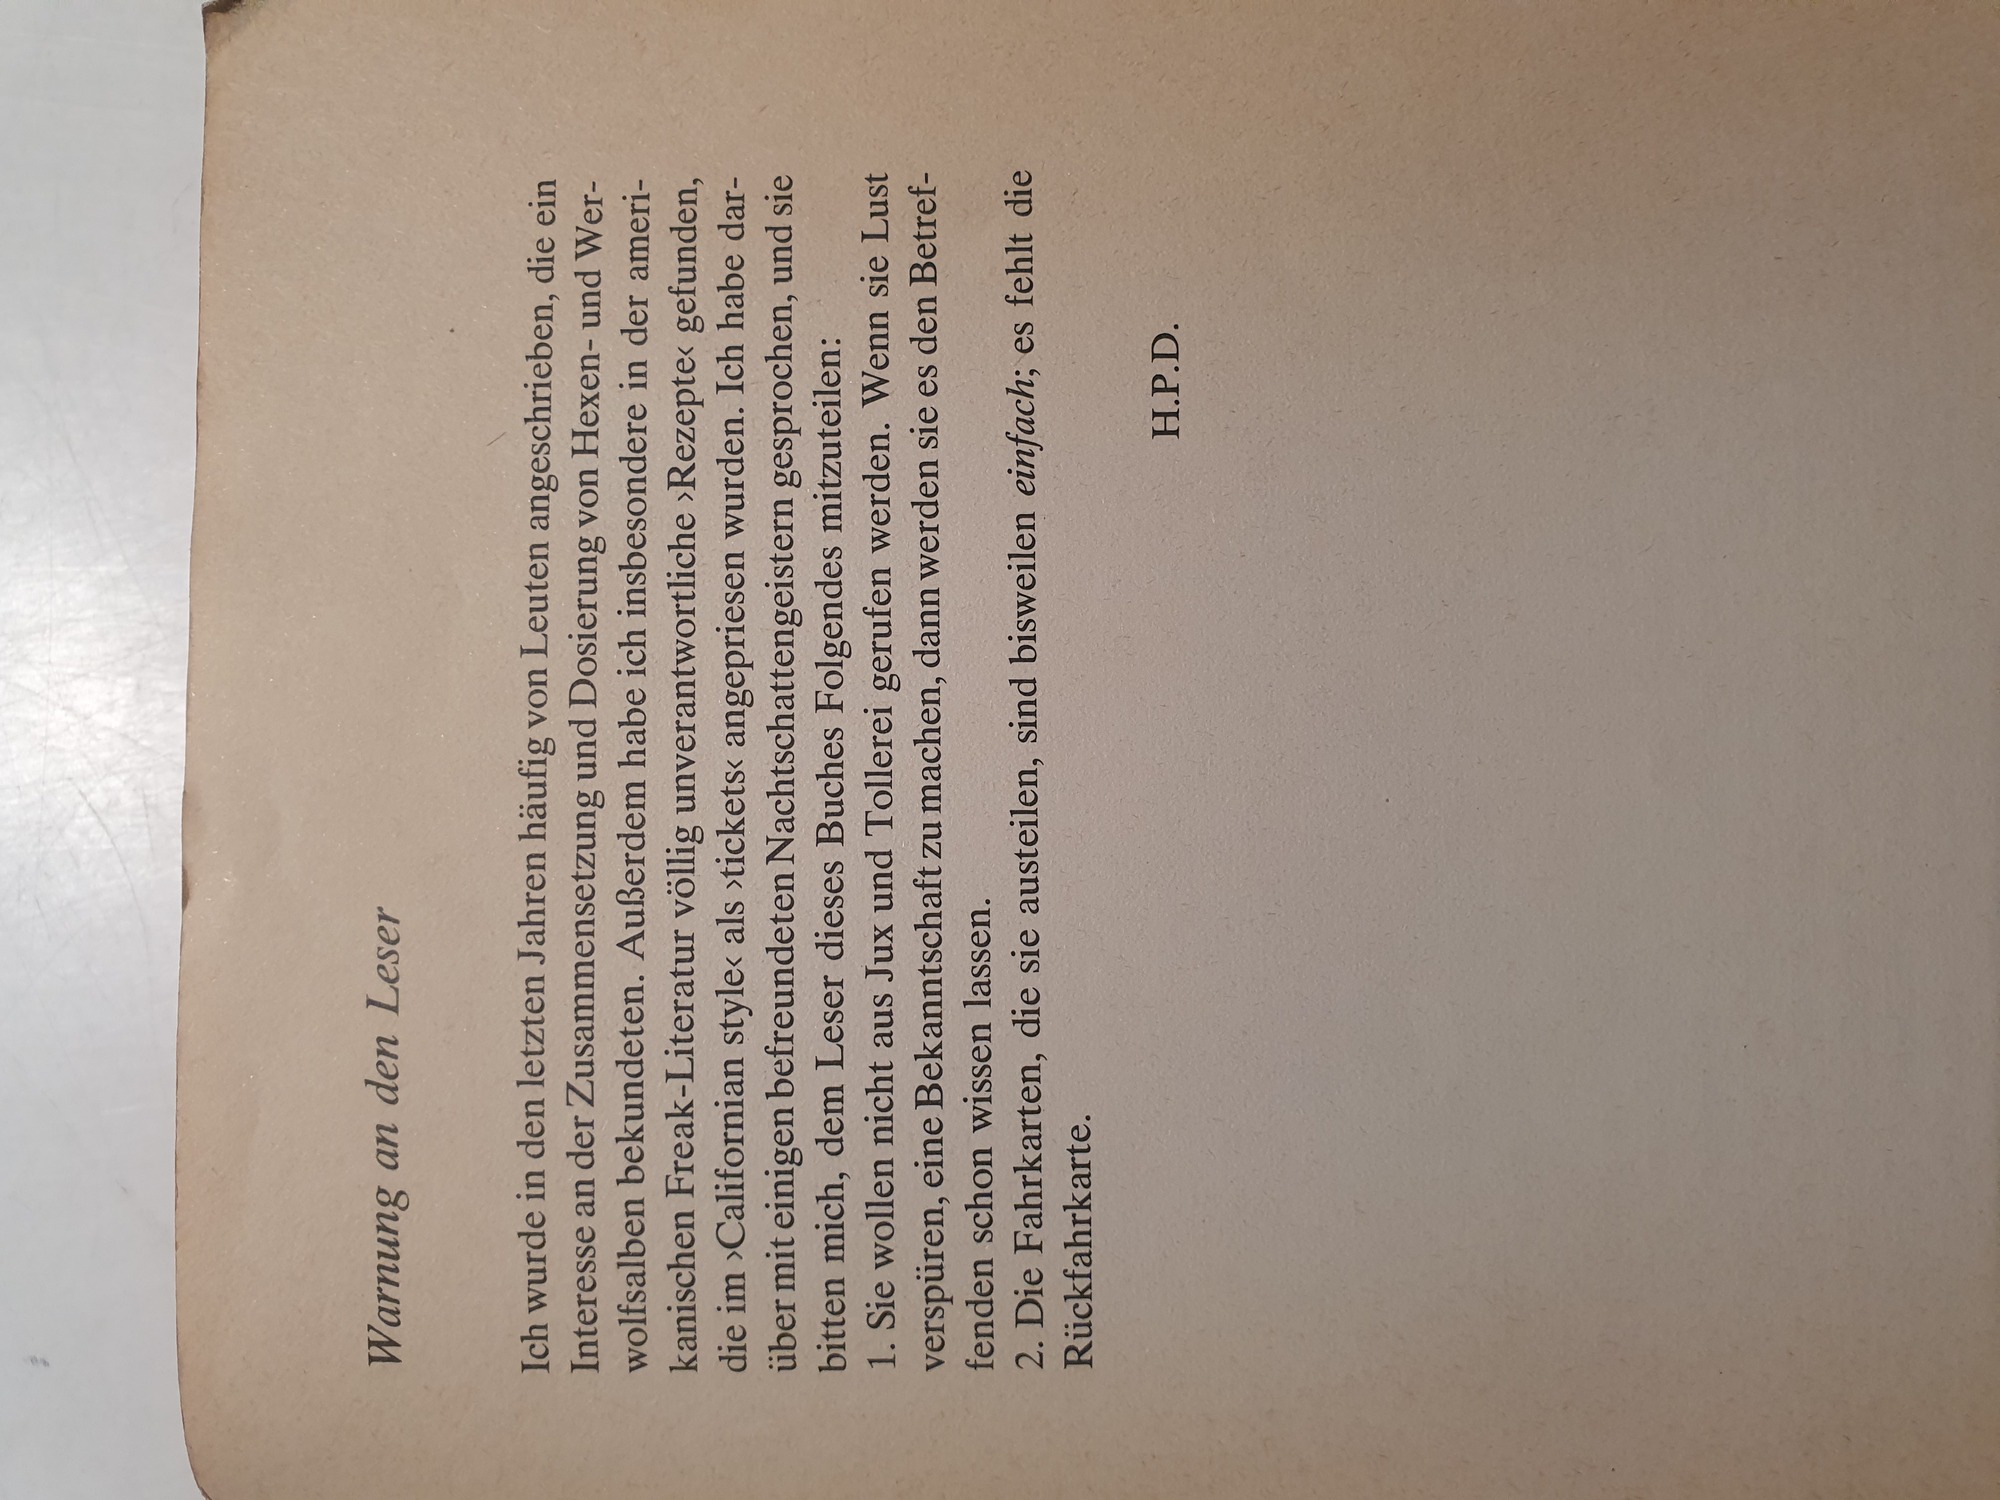 Warnung an den Leser
Ich wurde in den letzten Jahren häufig von Leuten angeschrieben, die ein
Interesse an der Zusammensetzung und Dosierung von Hexen- und Wer-
wolfsalben bekundeten. Außerdem habe ich insbesondere in der ameri-
kanischen Freak-Literatur völlig unverantwortliche ›Rezepte‹ gefunden,
die im ›Californian style‹ als ›tickets‹ angepriesen wurden. Ich habe dar-
über mit einigen befreundeten Nachtschattengeistern gesprochen, und sie
bitten mich, dem Leser dieses Buches Folgendes mitzuteilen:
1. Sie wollen nicht aus Jux und Tollerei gerufen werden. Wenn sie Lust
verspüren, eine Bekanntschaft zu machen, dann werden sie es den Betref-
fenden schon wissen lassen.
2. Die Fahrkarten, die sie austeilen, sind bisweilen einfach; es fehlt die
Rückfahrkarte.
H.P.D.